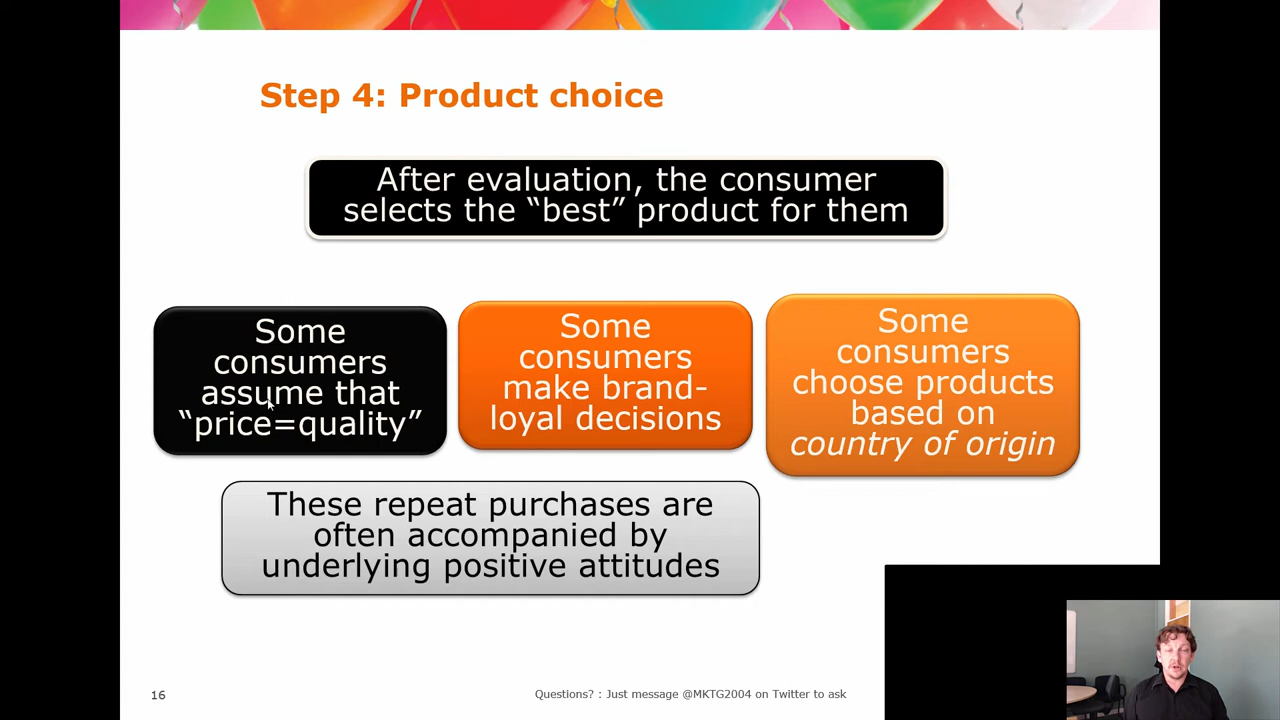 Step 4: Product choice
After evaluation, the consumer
selects the “best” product for them
Some
consumers
assume that
“price=quality”
Some
consumers
make brand-
loyal decisions
Some
consumers
choose products
based on
country of origin
These repeat purchases are
often accompanied by
underlying positive attitudes
16
Questions? : Just message @MKTG2004 on Twitter to ask